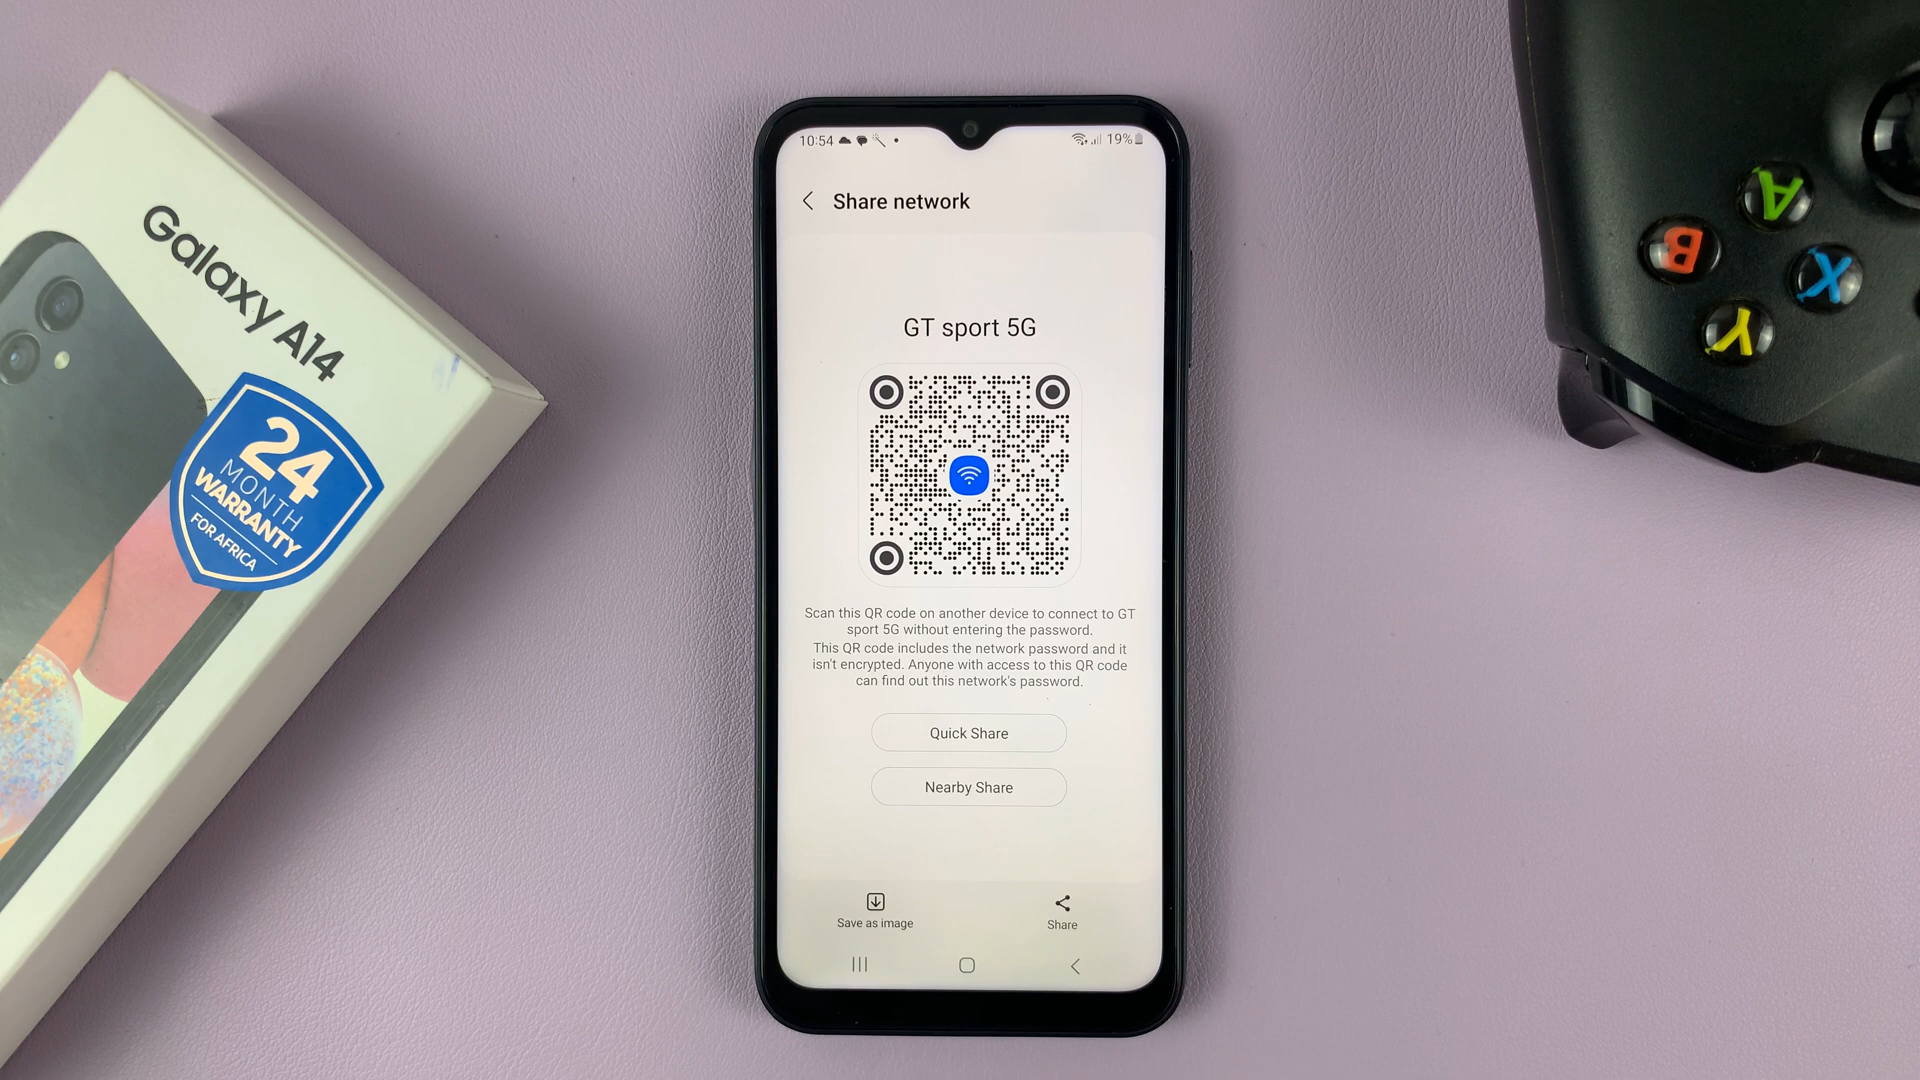 Galaxy A14
24
MONTH
WARRANTY
FOR AFRICA
10:54
19%
Share network
GT sport 5G
Scan this QR code on another device to connect to GT
sport 5G without entering the password.
This QR code includes the network password and it
isn't encrypted. Anyone with access to this QR code
can find out this network's password.
Quick Share
Nearby Share
Save as image
Share
A
B
X
Y